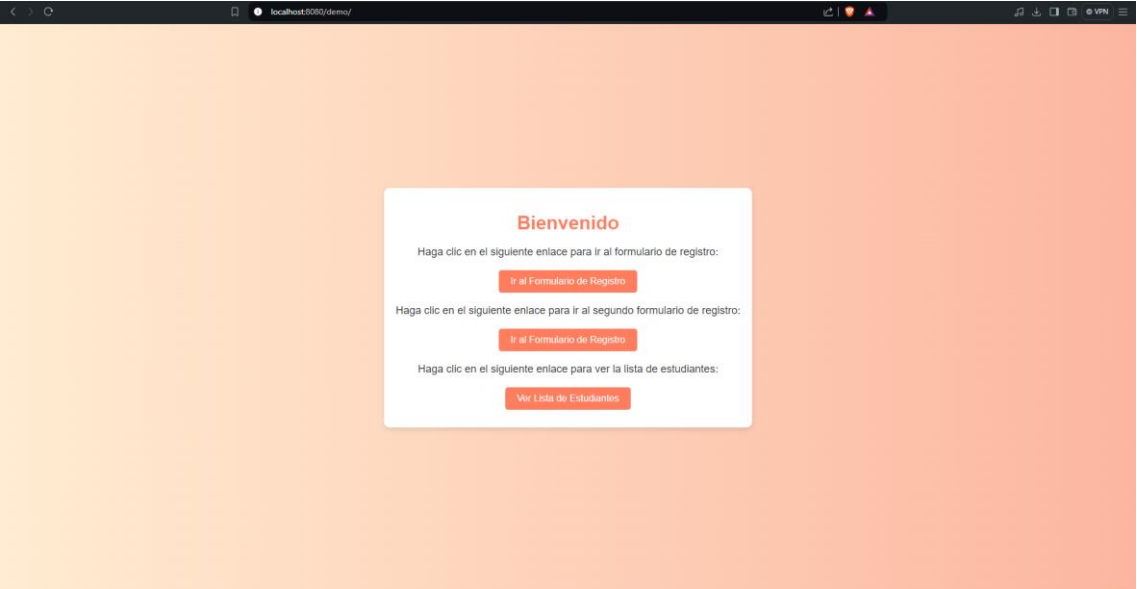 localhost:8080/demo/
VPN
Bienvenido
Haga clic en el siguiente enlace para ir al formulario de registro:
Ir al Formulario de Registro
Haga clic en el siguiente enlace para ir al segundo formulario de registro:
Ir al Formulario de Registro
Haga clic en el siguiente enlace para ver la lista de estudiantes:
Ver Lista de Estudiantes